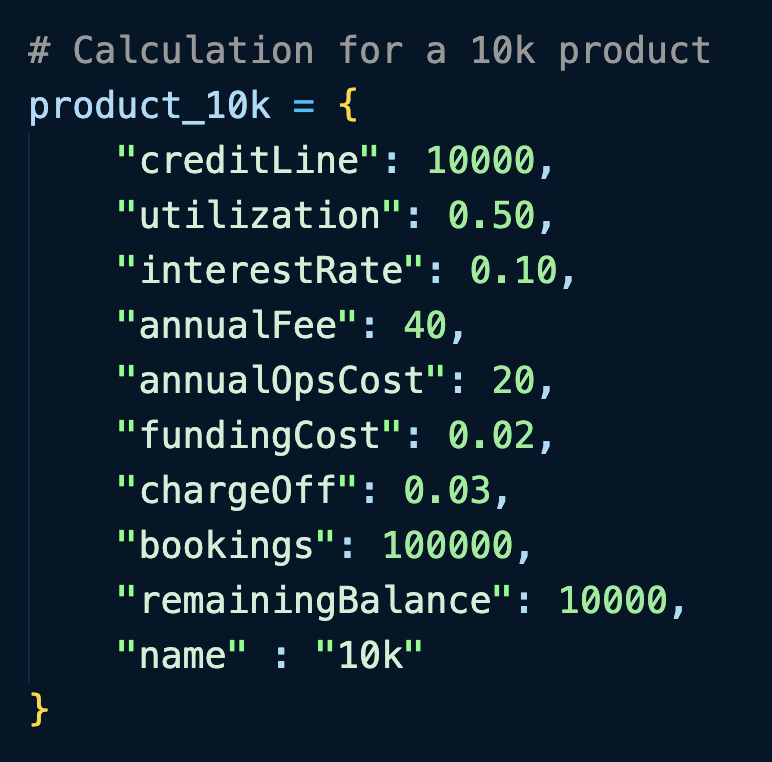 # Calculation for a 10k product
product_10k = {
    "creditLine": 10000,
    "utilization": 0.50,
    "interestRate": 0.10,
    "annualFee": 40,
    "annualOpsCost": 20,
    "fundingCost": 0.02,
    "chargeOff": 0.03,
    "bookings": 100000,
    "remainingBalance": 10000,
    "name" : "10k"
}